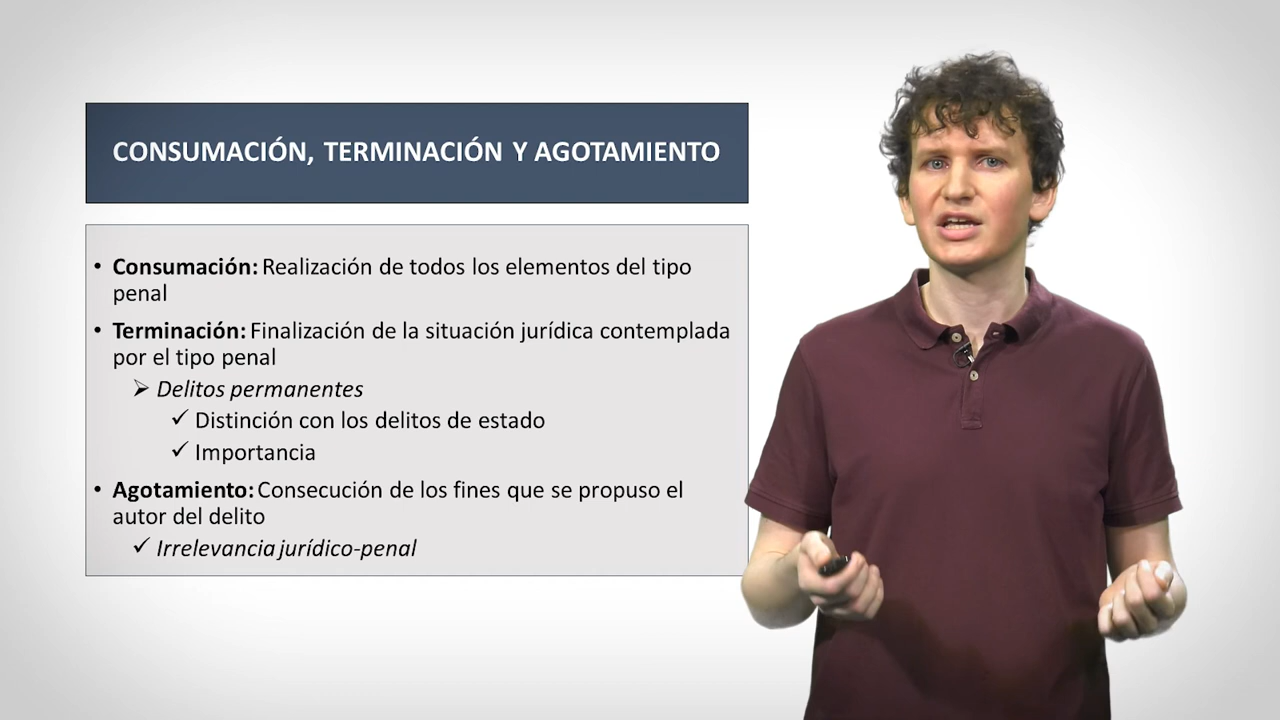 CONSUMACIÓN, TERMINACIÓN Y AGOTAMIENTO
• Consumación: Realización de todos los elementos del tipo
penal
• Terminación: Finalización de la situación jurídica contemplada
por el tipo penal
➢ Delitos permanentes
✓ Distinción con los delitos de estado
✓ Importancia
• Agotamiento: Consecución de los fines que se propuso el
autor del delito
✓ Irrelevancia jurídico-penal